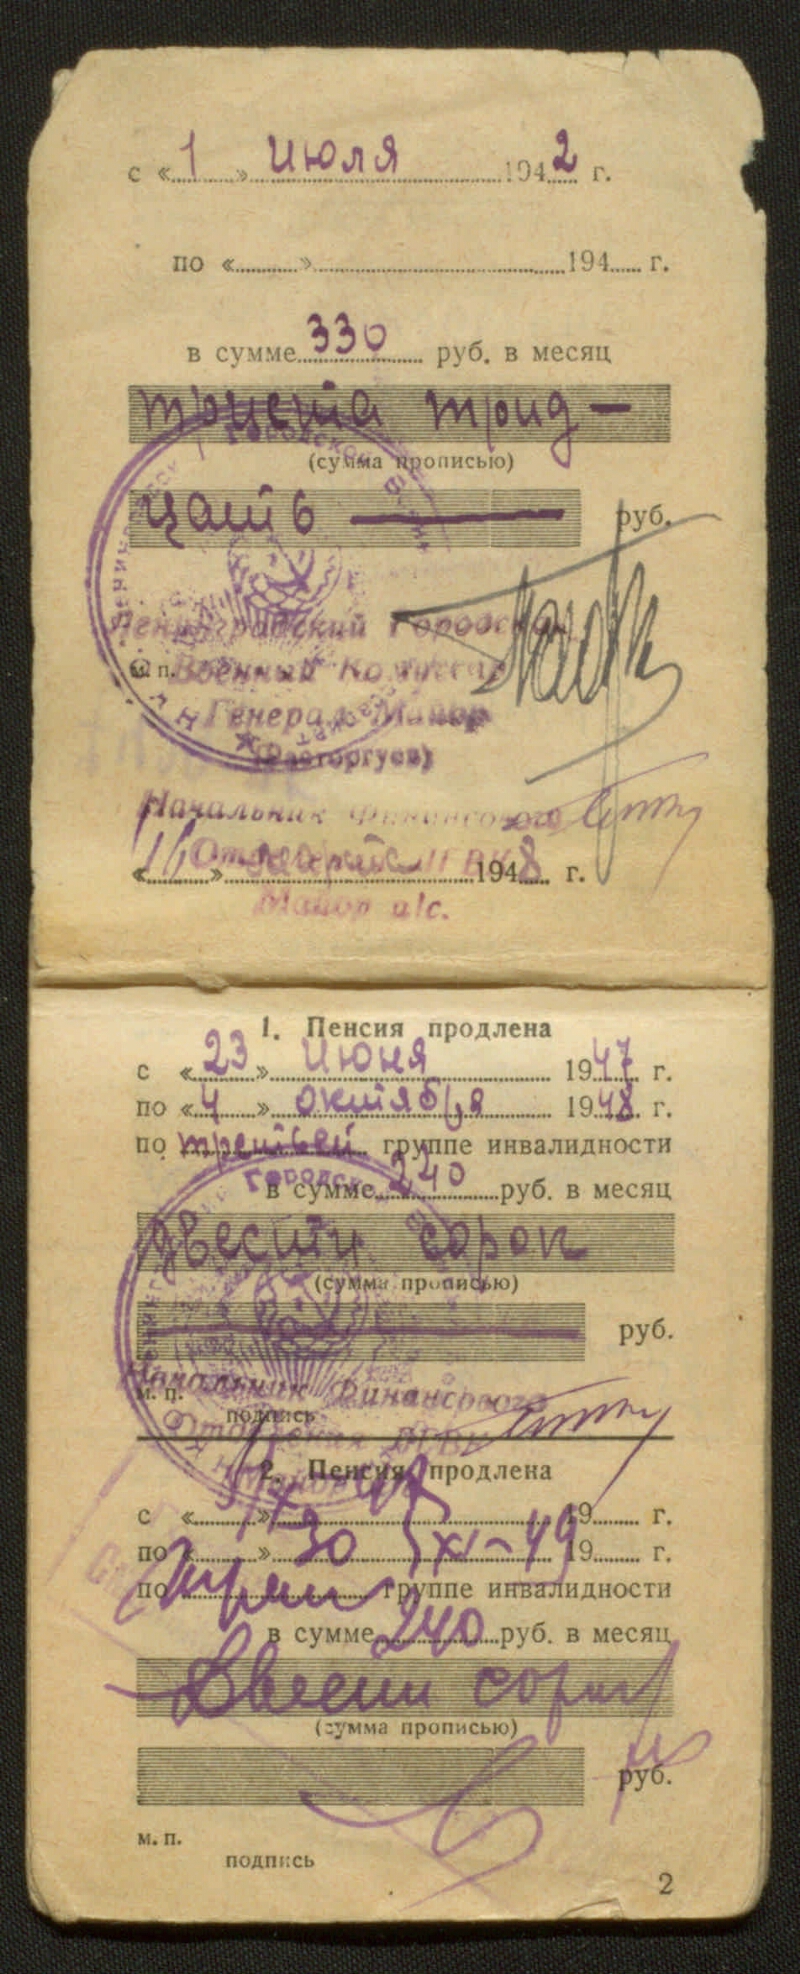 с «1» июля 1942 г.
по «» 194 г.
в сумме 330 руб. в месяц
триста трид-
(сумма прописью)
цать — руб.
Ленинградский Городской
м. п. Военный Комиссар
Генерал-Майор
(Расторгуев)
Начальник Финансового
«11» 1948 г.
Майор а/с.
1. Пенсия продлена
с «23» июня 1947 г.
по «4» октября 1948 г.
по третьей группе инвалидности
в сумме 240 руб. в месяц
двести сорок
(сумма прописью)
руб.
Начальник Финансового
м. п.
подпись
2. Пенсия продлена
с «» 19 г.
по «» 30 XI-49 19 г.
по группе инвалидности
в сумме 240 руб. в месяц
Двести сорок
(сумма прописью)
руб.
м. п.
подпись
2